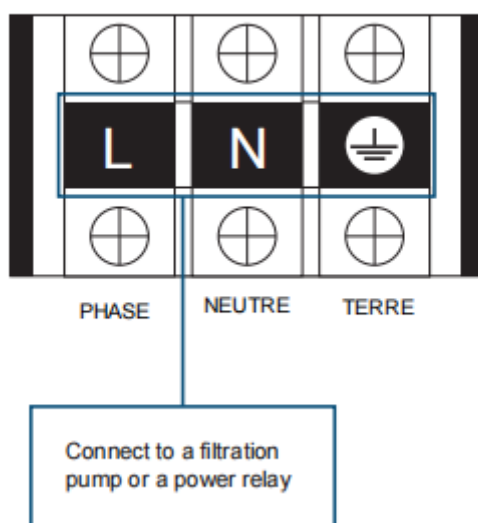 L N
PHASE NEUTRE TERRE
Connect to a filtration
pump or a power relay